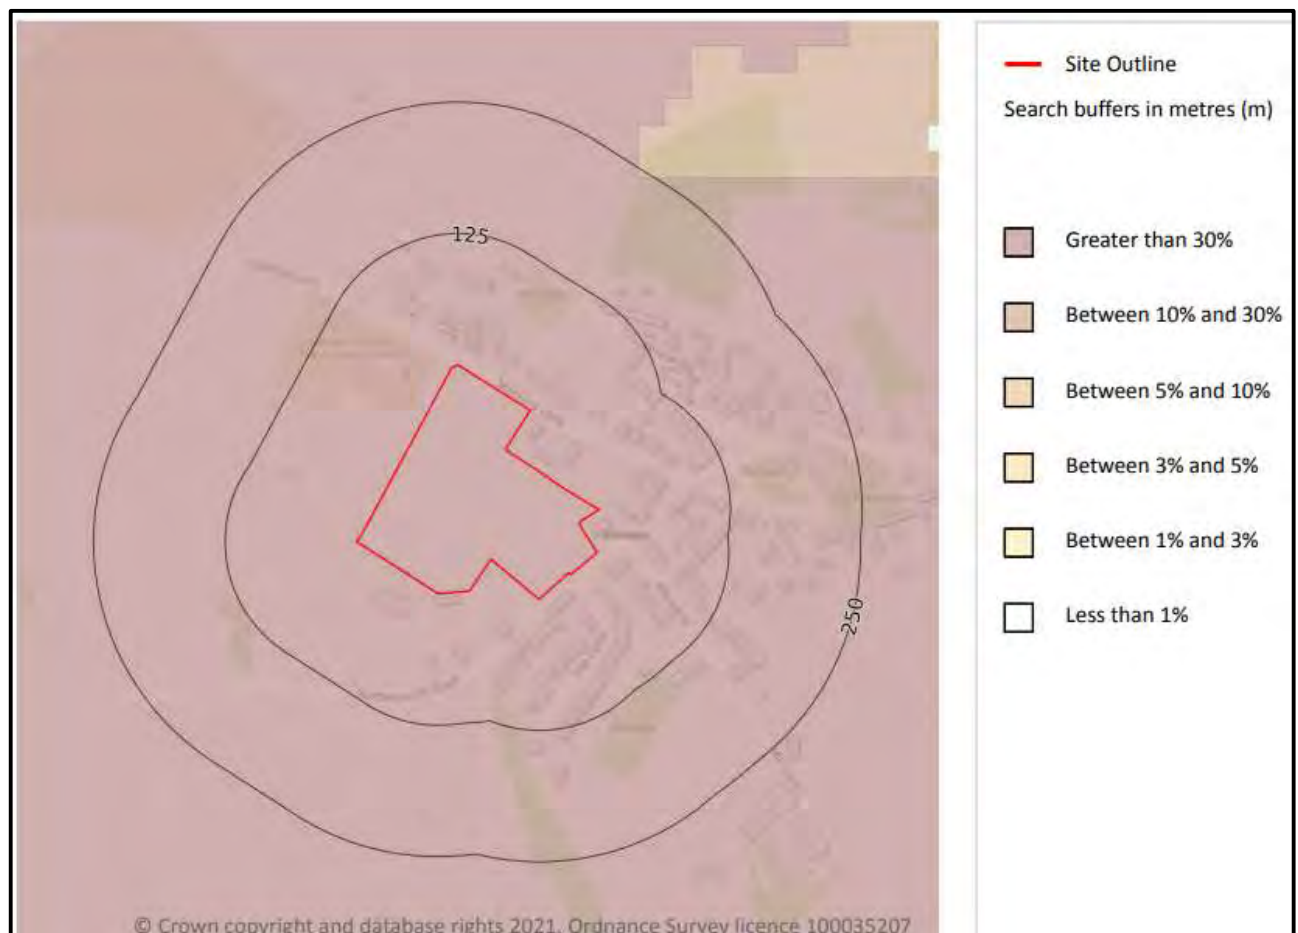 Site Outline
Search buffers in metres (m)
125
Greater than 30%
Between 10% and 30%
Between 5% and 10%
Between 3% and 5%
Between 1% and 3%
250
Less than 1%
© Crown copyright and database rights 2021. Ordnance Survey licence 100035207